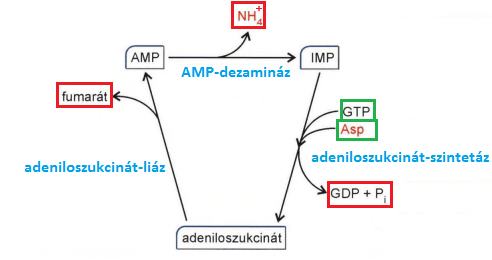 NH₄⁺
AMP
IMP
AMP-dezamináz
fumarát
GTP
Asp
adeniloszukcinát-liáz
adeniloszukcinát-szintetáz
GDP + Pᵢ
adeniloszukcinát